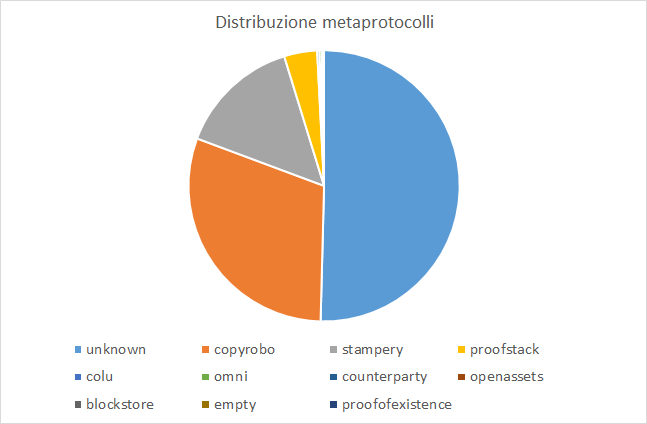 Distribuzione metaprotocolli
unknown copyrobo stampery proofstack
colu omni counterparty openassets
blockstore empty proofofexistence